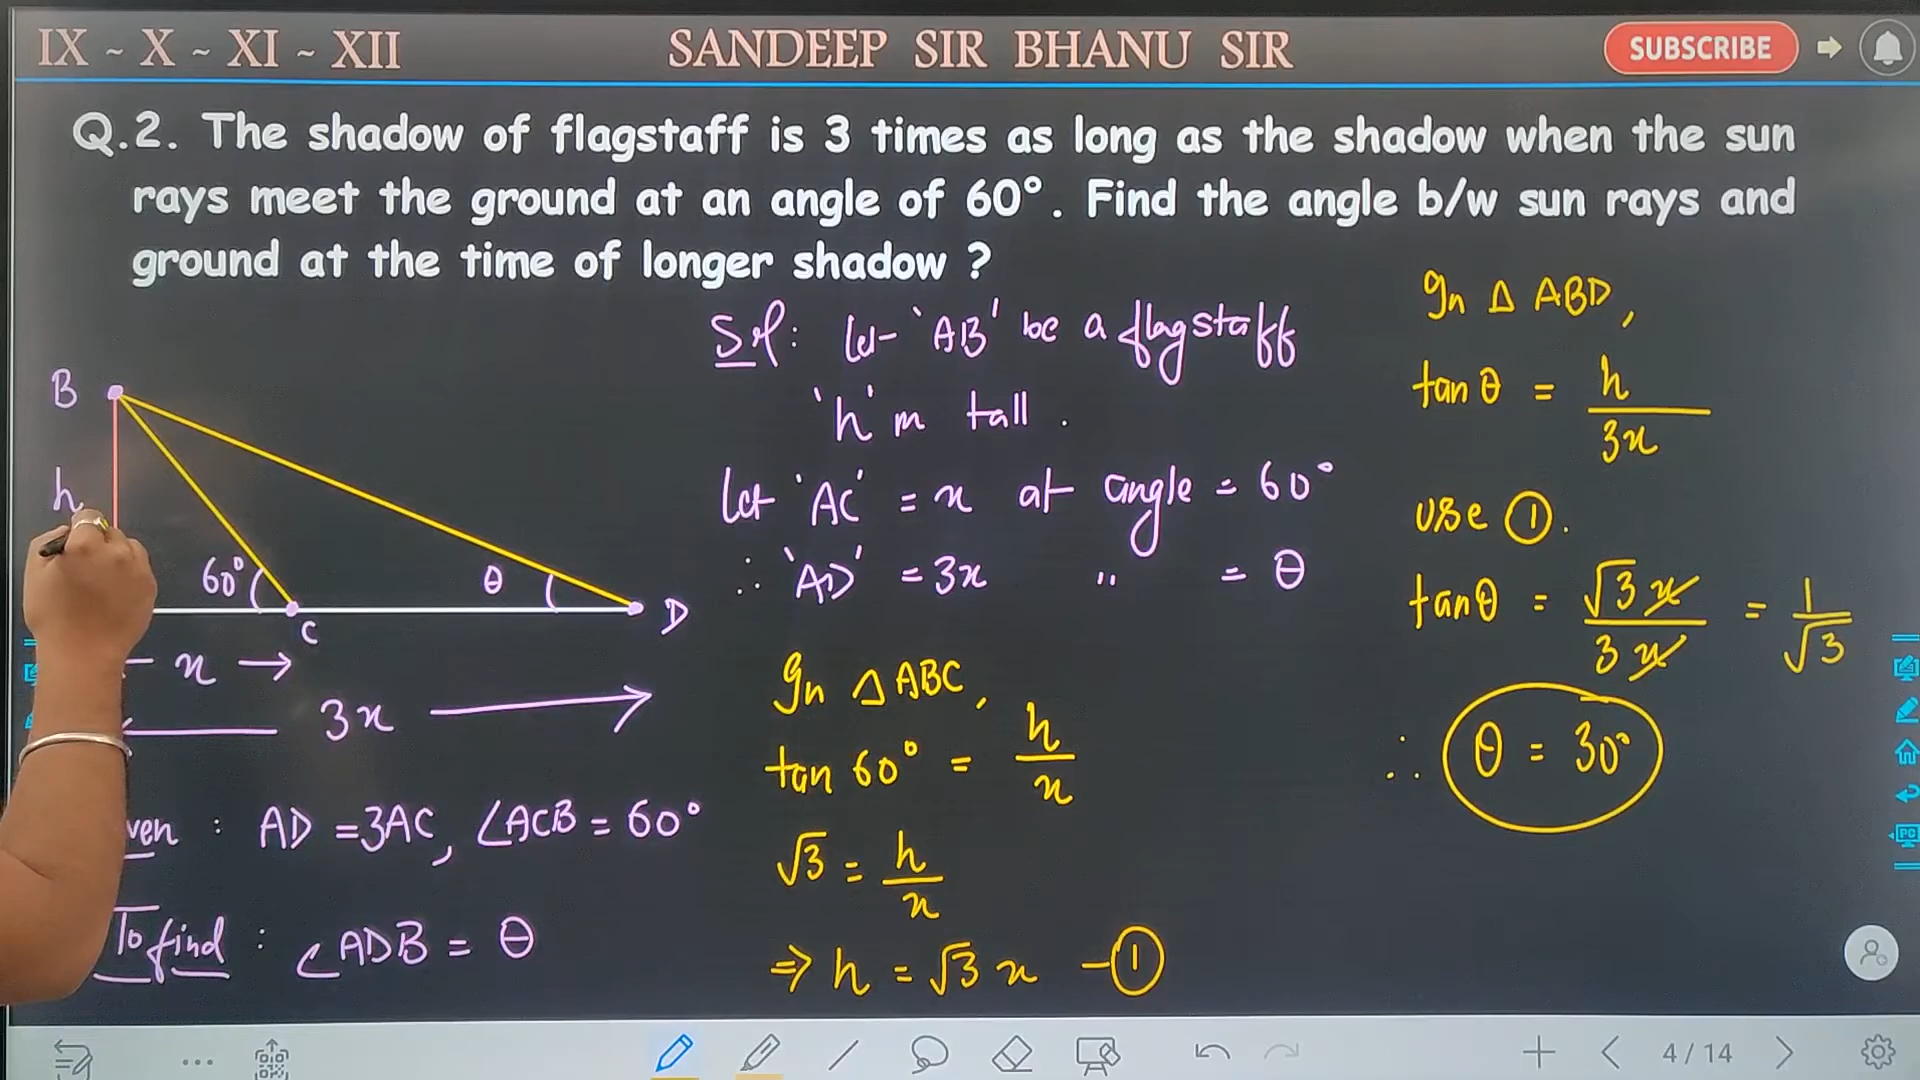 IX ~ X ~ XI ~ XII
SANDEEP SIR BHANU SIR
SUBSCRIBE
Q.2. The shadow of flagstaff is 3 times as long as the shadow when the sun
rays meet the ground at an angle of 60°. Find the angle b/w sun rays and
ground at the time of longer shadow ?
B
h
60°
θ
C
D
x
3x
ven : AD = 3AC, ∠ACB = 60°
To find : ∠ADB = θ
Sol: Let 'AB' be a flagstaff
'h' m tall.
Let 'AC' = x at angle = 60°
∴ 'AD' = 3x " = θ
In Δ ABC,
tan 60° = h/x
√3 = h/x
⇒ h = √3 x - ①
In Δ ABD,
tan θ = h/3x
use ①.
tan θ = √3 x/3 x = 1/√3
∴ θ = 30°
PC
4 / 14